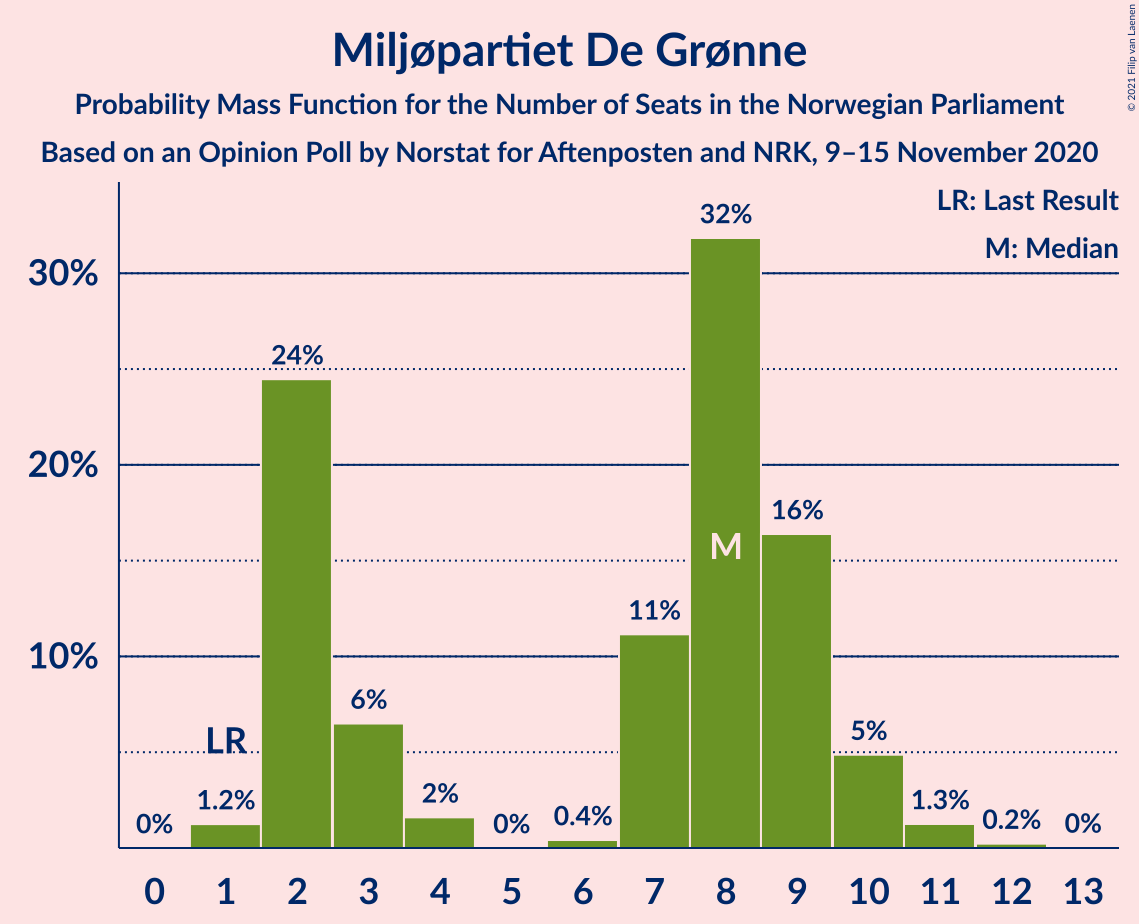 Miljøpartiet De Grønne
Probability Mass Function for the Number of Seats in the Norwegian Parliament
Based on an Opinion Poll by Norstat for Aftenposten and NRK, 9–15 November 2020
© 2021 Filip van Laenen
LR: Last Result
M: Median
30%
20%
10%
0%
LR
1.2%
24%
6%
2%
0%
0.4%
11%
32%
M
16%
5%
1.3%
0.2%
0%
0 1 2 3 4 5 6 7 8 9 10 11 12 13